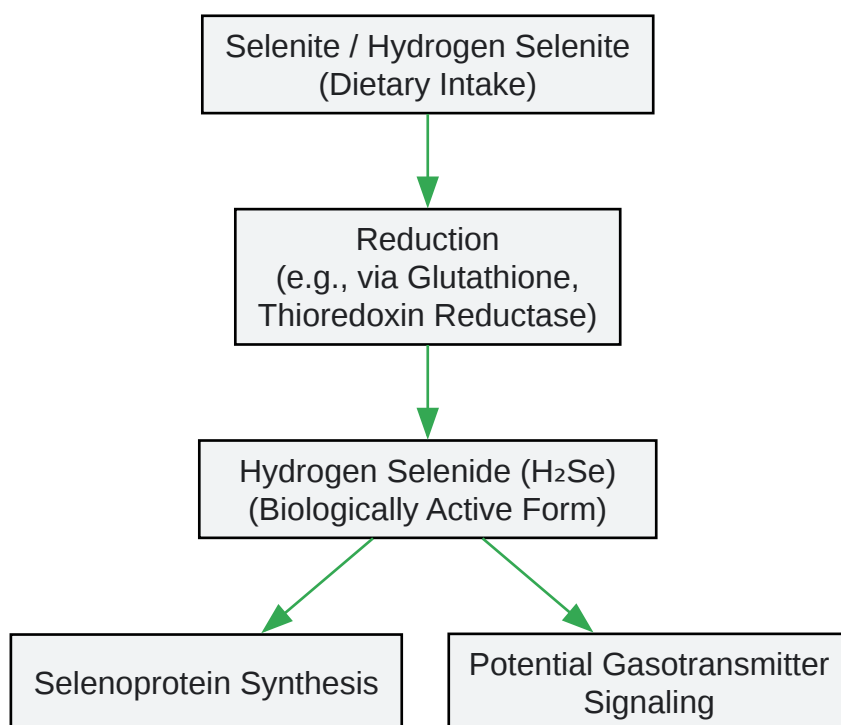 Selenite / Hydrogen Selenite
(Dietary Intake)
Reduction
(e.g., via Glutathione,
Thioredoxin Reductase)
Hydrogen Selenide (H₂Se)
(Biologically Active Form)
Selenoprotein Synthesis
Potential Gasotransmitter
Signaling